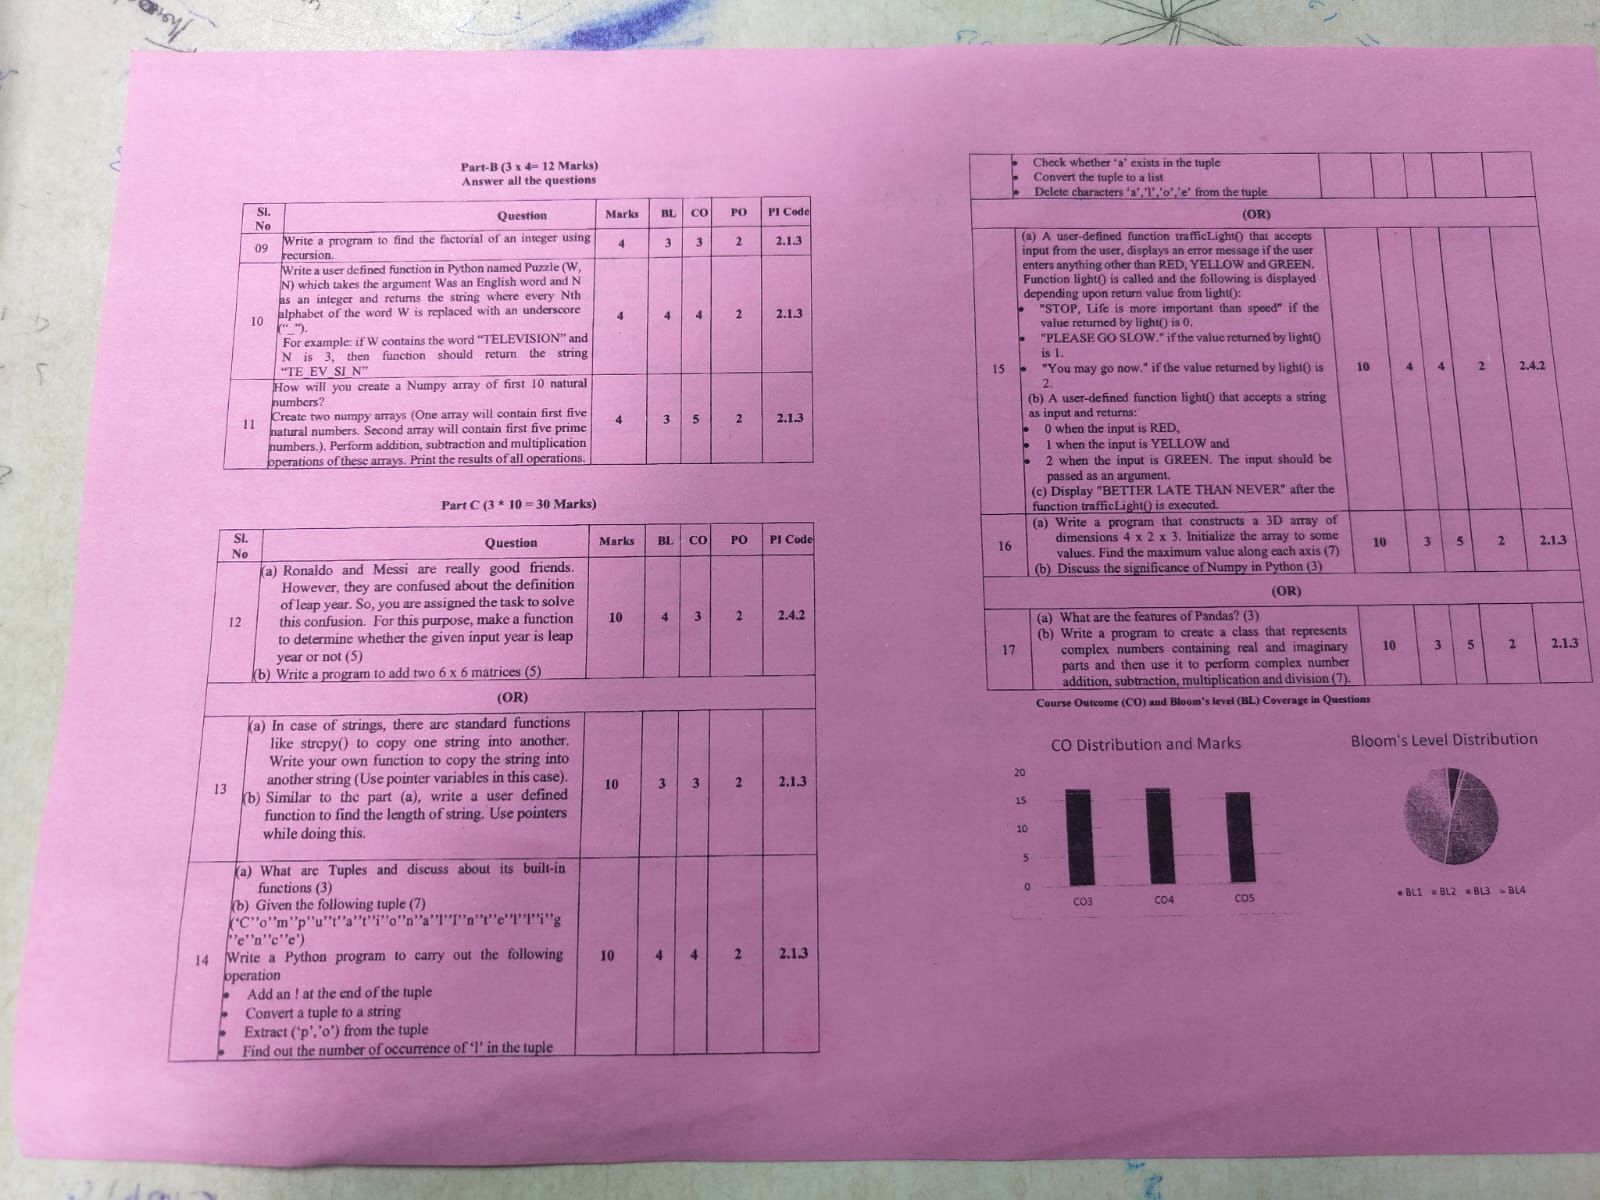 Part-B (3 x 4= 12 Marks)
Answer all the questions
Sl. No Question Marks BL CO PO PI Code
09 Write a program to find the factorial of an integer using 4 3 3 2 2.1.3
recursion.
10 Write a user defined function in Python named Puzzle (W, 4 4 4 2 2.1.3
N) which takes the argument Was an English word and N
as an integer and returns the string where every Nth
alphabet of the word W is replaced with an underscore
("_").
For example: if W contains the word "TELEVISION" and
N is 3, then function should return the string
"TE_EV_SI_N"
11 How will you create a Numpy array of first 10 natural 4 3 5 2 2.1.3
numbers?
Create two numpy arrays (One array will contain first five
natural numbers. Second array will contain first five prime
numbers.). Perform addition, subtraction and multiplication
operations of these arrays. Print the results of all operations.
Part C (3 * 10 = 30 Marks)
Sl. No Question Marks BL CO PO PI Code
12 (a) Ronaldo and Messi are really good friends. 10 4 3 2 2.4.2
However, they are confused about the definition
of leap year. So, you are assigned the task to solve
this confusion. For this purpose, make a function
to determine whether the given input year is leap
year or not (5)
(b) Write a program to add two 6 x 6 matrices (5)
(OR)
13 (a) In case of strings, there are standard functions 10 3 3 2 2.1.3
like strcpy() to copy one string into another.
Write your own function to copy the string into
another string (Use pointer variables in this case).
(b) Similar to the part (a), write a user defined
function to find the length of string. Use pointers
while doing this.
14 (a) What are Tuples and discuss about its built-in 10 4 4 2 2.1.3
functions (3)
(b) Given the following tuple (7)
('C''o''m''p''u''t''a''t''i''o''n''a''l''I''n''t''e''l''l''i''g
''e''n''c''e')
Write a Python program to carry out the following
operation
• Add an ! at the end of the tuple
• Convert a tuple to a string
• Extract ('p','o') from the tuple
• Find out the number of occurrence of 'l' in the tuple
• Check whether 'a' exists in the tuple
• Convert the tuple to a list
• Delete characters 'a','l','o','e' from the tuple
(OR)
15 (a) A user-defined function trafficLight() that accepts 10 4 4 2 2.4.2
input from the user, displays an error message if the user
enters anything other than RED, YELLOW and GREEN.
Function light() is called and the following is displayed
depending upon return value from light():
• "STOP, Life is more important than speed" if the
value returned by light() is 0.
• "PLEASE GO SLOW." if the value returned by light()
is 1.
• "You may go now." if the value returned by light() is
2.
(b) A user-defined function light() that accepts a string
as input and returns:
• 0 when the input is RED,
• 1 when the input is YELLOW and
• 2 when the input is GREEN. The input should be
passed as an argument.
(c) Display "BETTER LATE THAN NEVER" after the
function trafficLight() is executed.
16 (a) Write a program that constructs a 3D array of 10 3 5 2 2.1.3
dimensions 4 x 2 x 3. Initialize the array to some
values. Find the maximum value along each axis (7)
(b) Discuss the significance of Numpy in Python (3)
(OR)
17 (a) What are the features of Pandas? (3) 10 3 5 2 2.1.3
(b) Write a program to create a class that represents
complex numbers containing real and imaginary
parts and then use it to perform complex number
addition, subtraction, multiplication and division (7).
Course Outcome (CO) and Bloom's level (BL) Coverage in Questions
CO Distribution and Marks
20
15
10
5
0
CO3 CO4 CO5
Bloom's Level Distribution
BL1 BL2 BL3 BL4